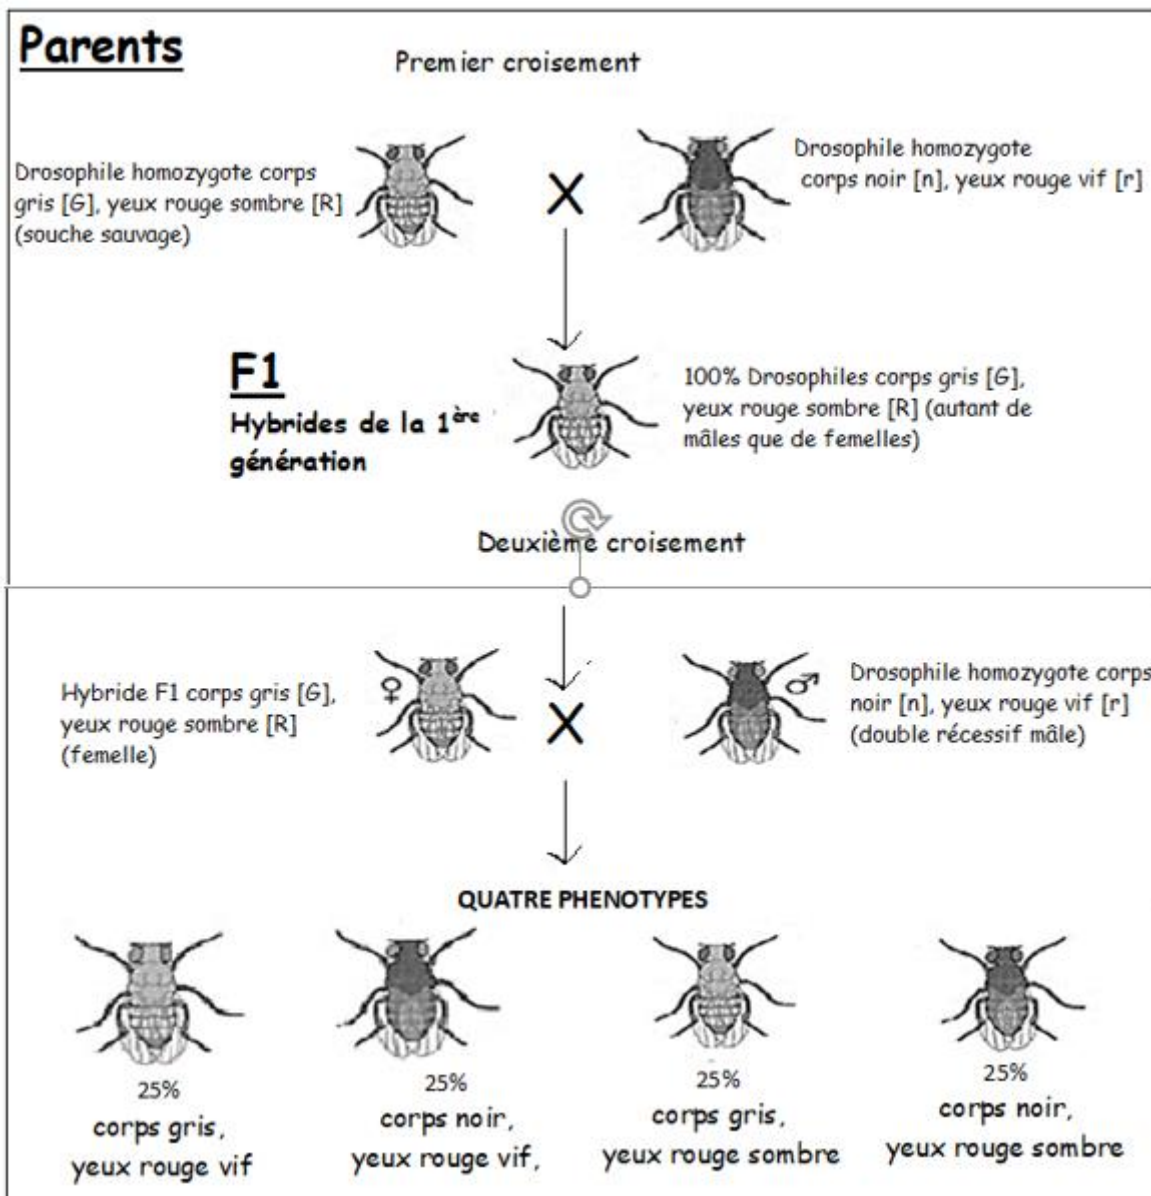 Parents
Premier croisement
Drosophile homozygote corps
gris [G], yeux rouge sombre [R]
(souche sauvage)
X
Drosophile homozygote
corps noir [n], yeux rouge vif [r]
F1
Hybrides de la 1ère
génération
100% Drosophiles corps gris [G],
yeux rouge sombre [R] (autant de
mâles que de femelles)
Deuxième croisement
Hybride F1 corps gris [G],
yeux rouge sombre [R]
(femelle)
♀
X
♂
Drosophile homozygote corps
noir [n], yeux rouge vif [r]
(double récessif mâle)
QUATRE PHENOTYPES
25%
corps gris,
yeux rouge vif
25%
corps noir,
yeux rouge vif,
25%
corps gris,
yeux rouge sombre
25%
corps noir,
yeux rouge sombre